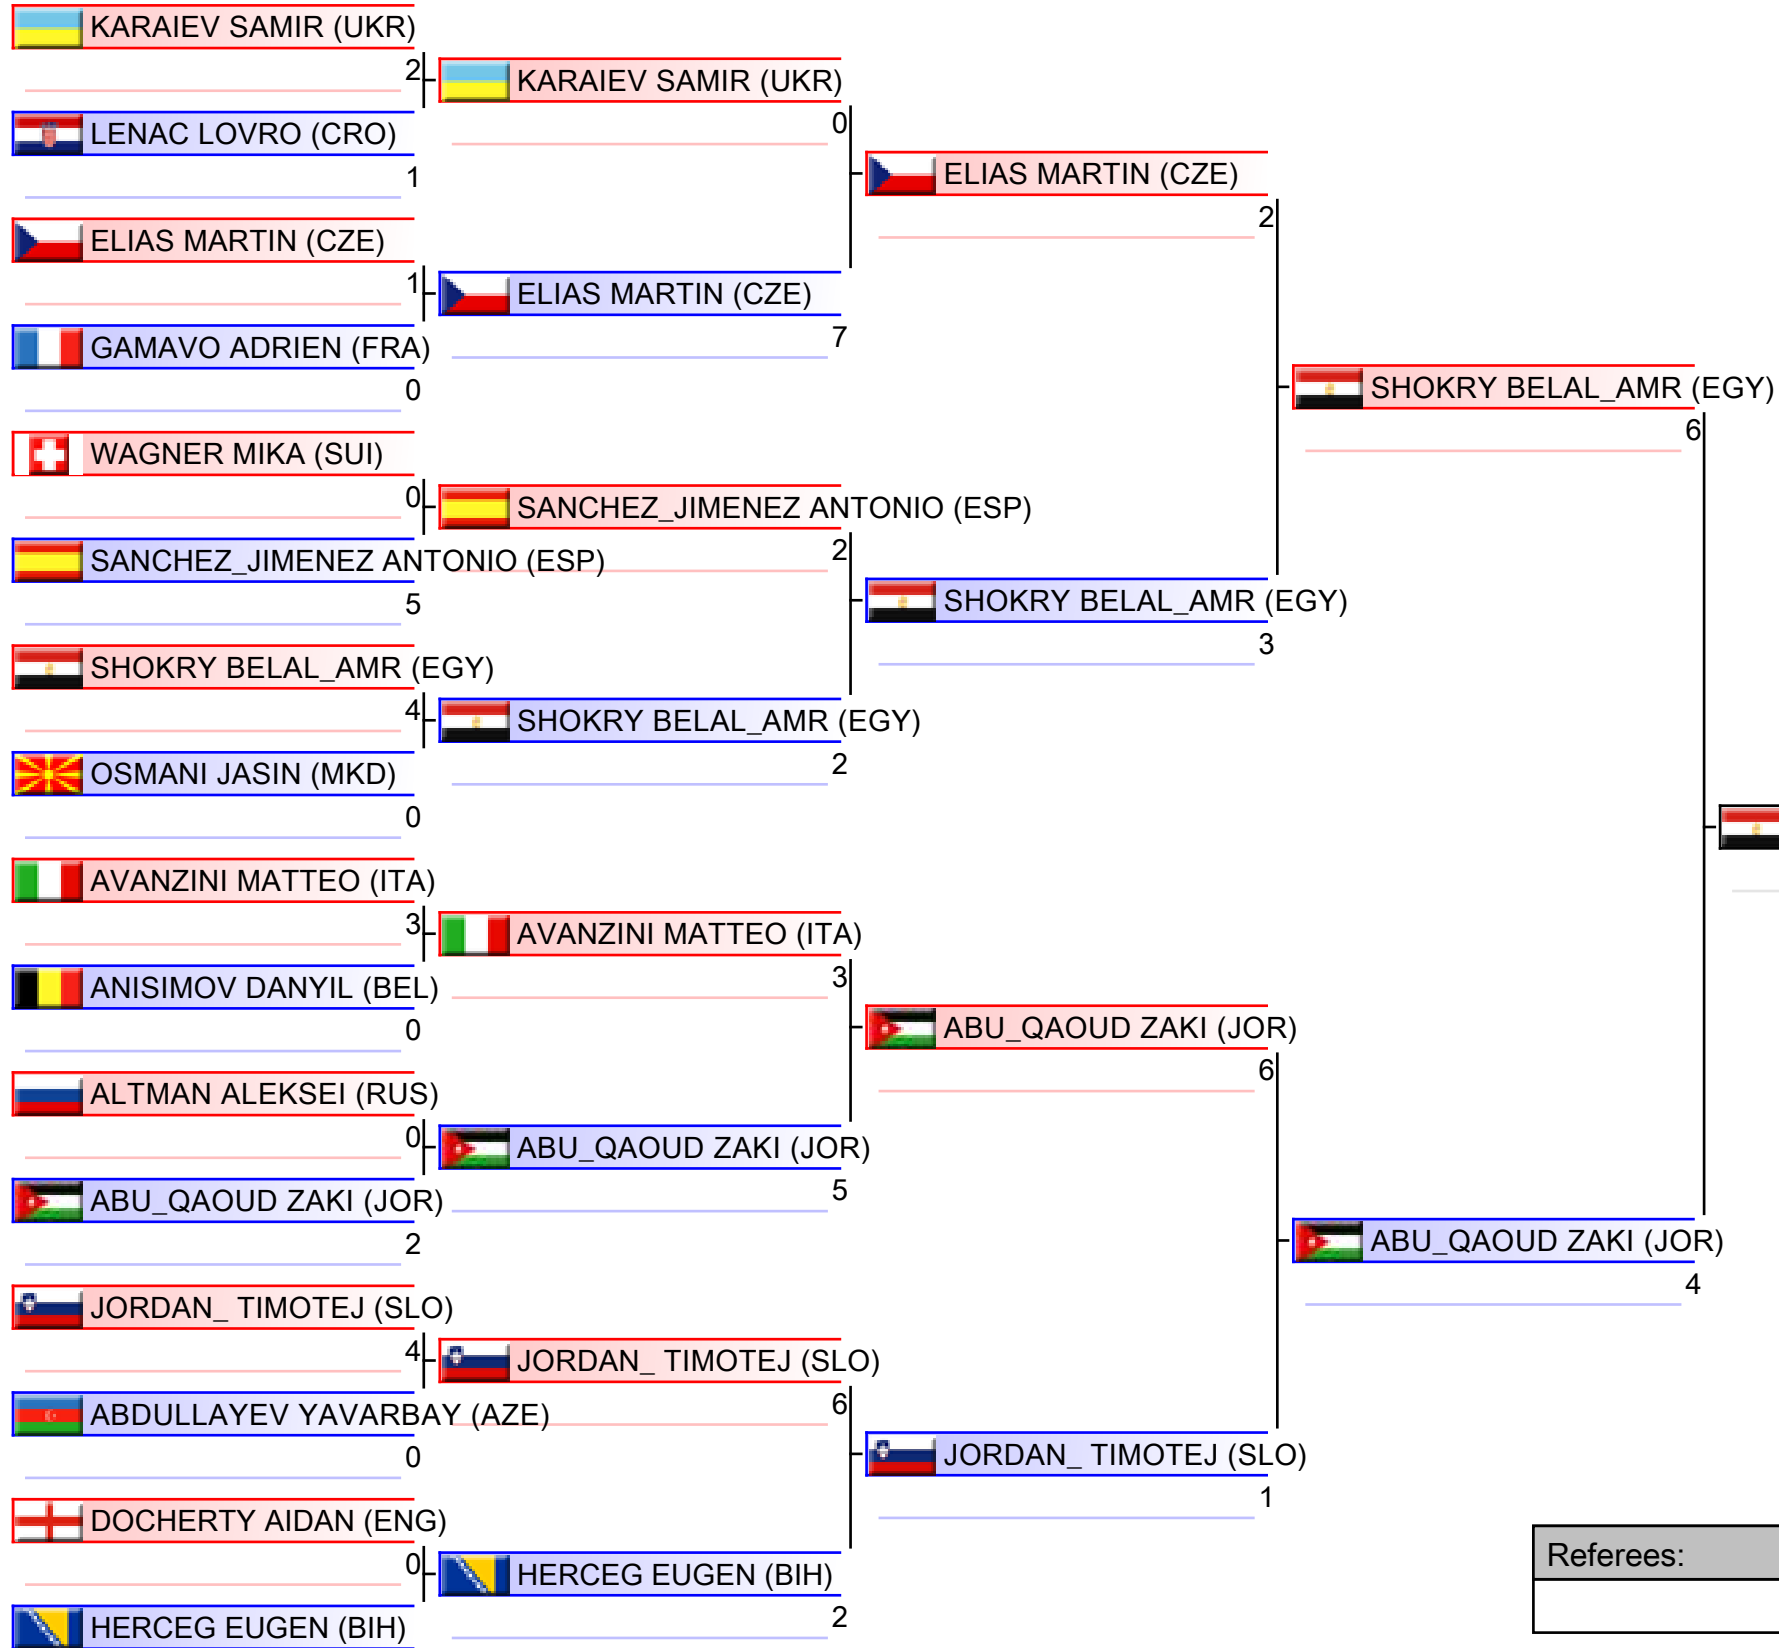 KARAIEV SAMIR (UKR)
2
LENAC LOVRO (CRO)
1
ELIAS MARTIN (CZE)
1
GAMAVO ADRIEN (FRA)
0
WAGNER MIKA (SUI)
0
SANCHEZ_JIMENEZ ANTONIO (ESP)
5
SHOKRY BELAL_AMR (EGY)
4
OSMANI JASIN (MKD)
0
AVANZINI MATTEO (ITA)
3
ANISIMOV DANYIL (BEL)
0
ALTMAN ALEKSEI (RUS)
0
ABU_QAOUD ZAKI (JOR)
2
JORDAN_ TIMOTEJ (SLO)
4
ABDULLAYEV YAVARBAY (AZE)
0
DOCHERTY AIDAN (ENG)
0
HERCEG EUGEN (BIH)
KARAIEV SAMIR (UKR)
0
ELIAS MARTIN (CZE)
7
SANCHEZ_JIMENEZ ANTONIO (ESP)
2
SHOKRY BELAL_AMR (EGY)
2
AVANZINI MATTEO (ITA)
3
ABU_QAOUD ZAKI (JOR)
5
JORDAN_ TIMOTEJ (SLO)
6
HERCEG EUGEN (BIH)
2
ELIAS MARTIN (CZE)
2
SHOKRY BELAL_AMR (EGY)
3
ABU_QAOUD ZAKI (JOR)
6
JORDAN_ TIMOTEJ (SLO)
1
SHOKRY BELAL_AMR (EGY)
6
ABU_QAOUD ZAKI (JOR)
4
Referees: